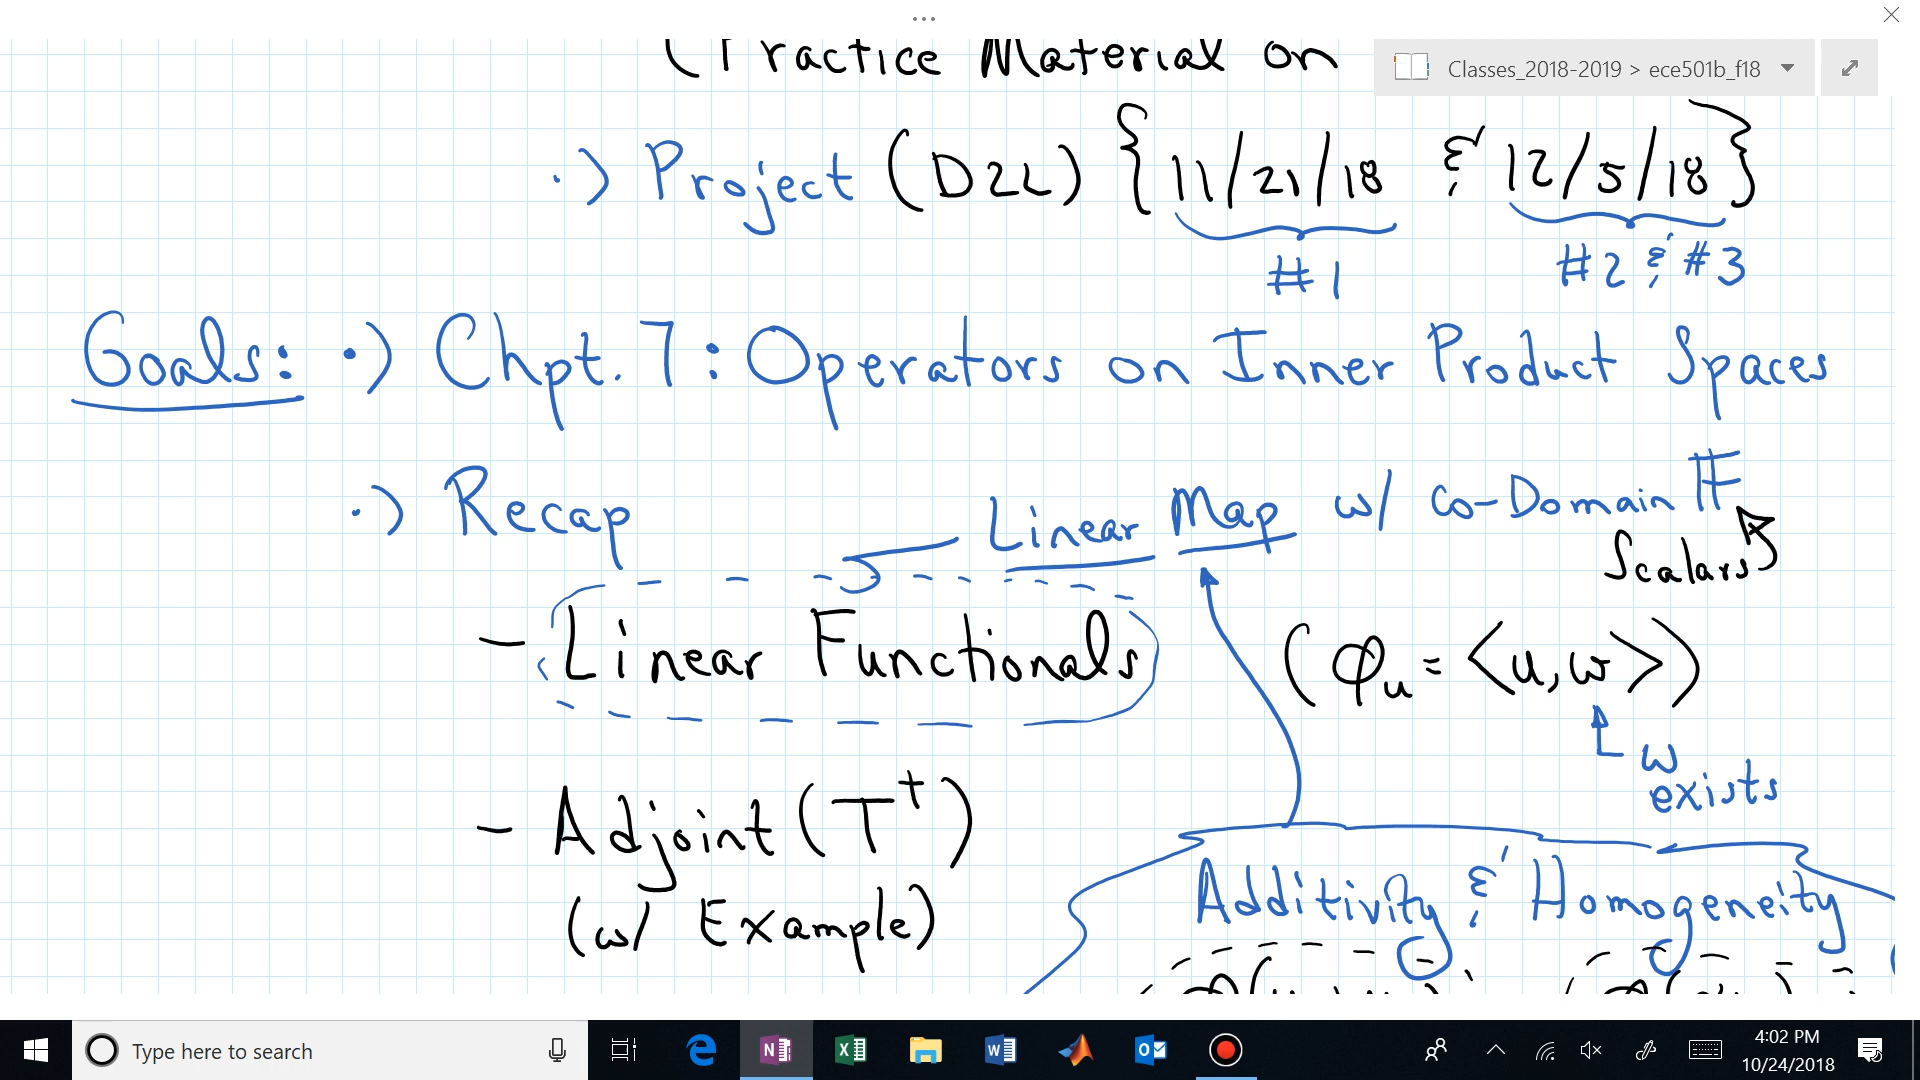 (Practice Material on
Classes_2018-2019 > ece501b_f18
·) Project (D2L) {11/21/18 & 12/5/18}
#1
#2 & #3
Goals: ·) Chpt. 7: Operators on Inner Product Spaces
·) Recap
Linear Map w/ Co-Domain 𝔽
Scalars
- Linear Functionals (φu = <u,w>)
w
exists
- Adjoint (T†)
(w/ Example)
Additivity & Homogeneity
Type here to search
4:02 PM
10/24/2018